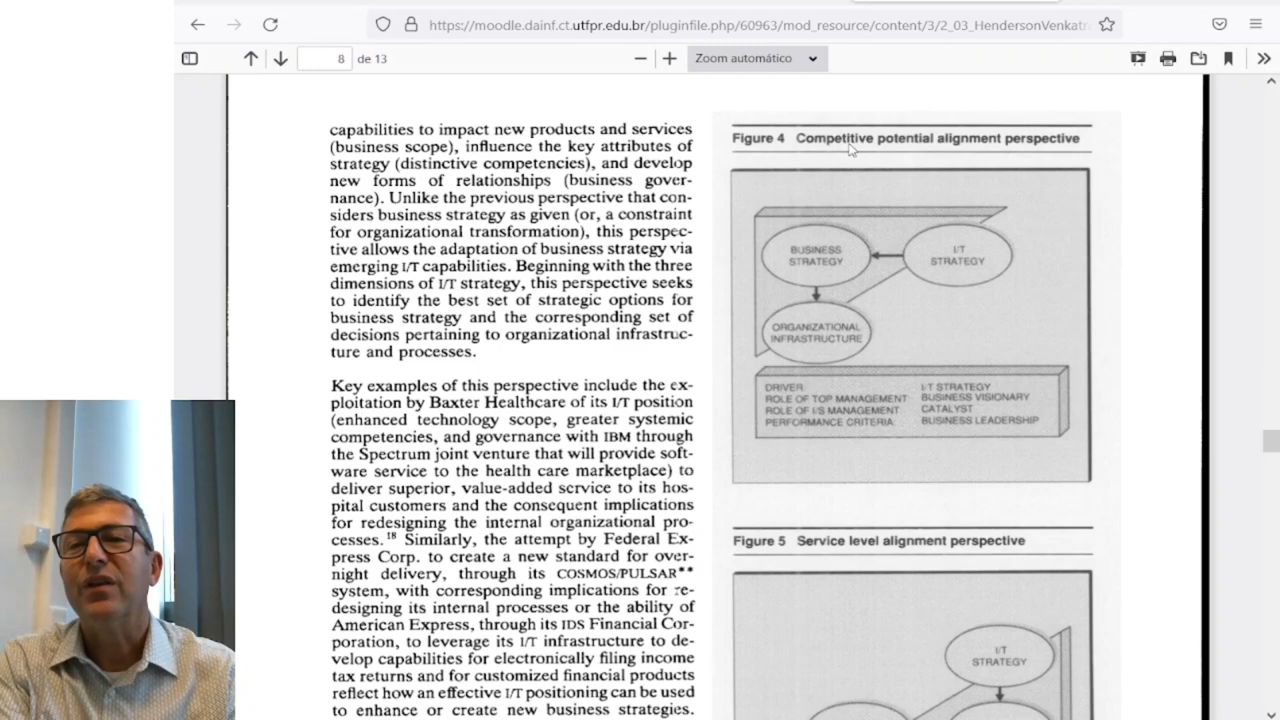 https://moodle.dainf.ct.utfpr.edu.br/pluginfile.php/60963/mod_resource/content/3/2_03_HendersonVenkatr
8
de 13
Zoom automático
capabilities to impact new products and services
(business scope), influence the key attributes of
strategy (distinctive competencies), and develop
new forms of relationships (business gover-
nance). Unlike the previous perspective that con-
siders business strategy as given (or, a constraint
for organizational transformation), this perspec-
tive allows the adaptation of business strategy via
emerging I/T capabilities. Beginning with the three
dimensions of I/T strategy, this perspective seeks
to identify the best set of strategic options for
business strategy and the corresponding set of
decisions pertaining to organizational infrastruc-
ture and processes.
Key examples of this perspective include the ex-
ploitation by Baxter Healthcare of its I/T position
(enhanced technology scope, greater systemic
competencies, and governance with IBM through
the Spectrum joint venture that will provide soft-
ware service to the health care marketplace) to
deliver superior, value-added service to its hos-
pital customers and the consequent implications
for redesigning the internal organizational pro-
cesses.18 Similarly, the attempt by Federal Ex-
press Corp. to create a new standard for over-
night delivery, through its COSMOS/PULSAR**
system, with corresponding implications for re-
designing its internal processes or the ability of
American Express, through its IDS Financial Cor-
poration, to leverage its I/T infrastructure to de-
velop capabilities for electronically filing income
tax returns and for customized financial products
reflect how an effective I/T positioning can be used
to enhance or create new business strategies.
Figure 4 Competitive potential alignment perspective
BUSINESS
STRATEGY
I/T
STRATEGY
ORGANIZATIONAL
INFRASTRUCTURE
DRIVER I/T STRATEGY
ROLE OF TOP MANAGEMENT BUSINESS VISIONARY
ROLE OF I/S MANAGEMENT CATALYST
PERFORMANCE CRITERIA BUSINESS LEADERSHIP
Figure 5 Service level alignment perspective
I/T
STRATEGY